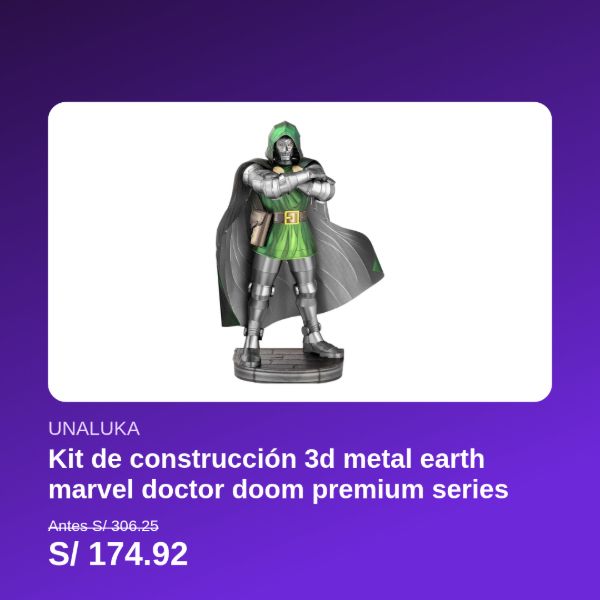 UNALUKA
Kit de construcción 3d metal earth
marvel doctor doom premium series
Antes S/ 306.25
S/ 174.92